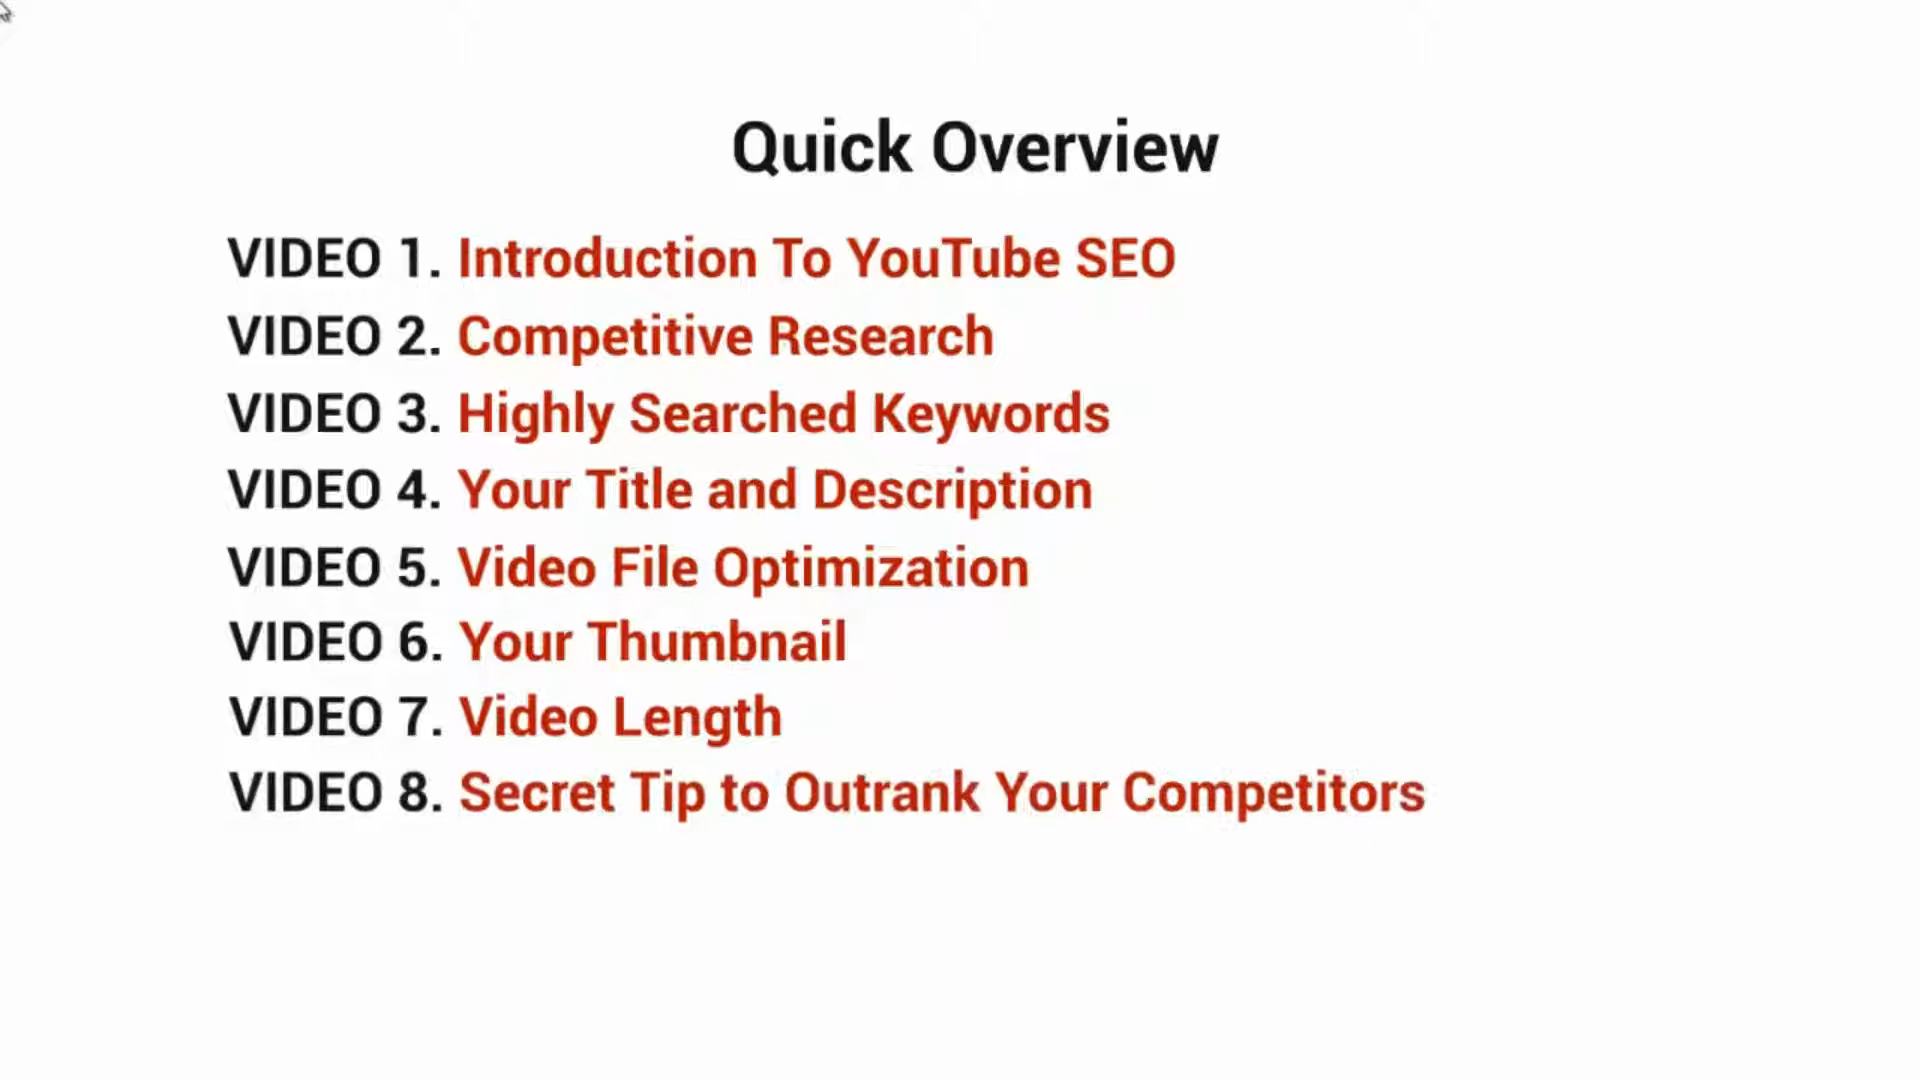 Quick Overview
VIDEO 1. Introduction To YouTube SEO
VIDEO 2. Competitive Research
VIDEO 3. Highly Searched Keywords
VIDEO 4. Your Title and Description
VIDEO 5. Video File Optimization
VIDEO 6. Your Thumbnail
VIDEO 7. Video Length
VIDEO 8. Secret Tip to Outrank Your Competitors